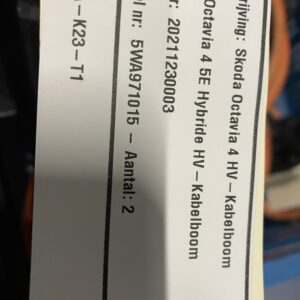 rijving: Skoda Octavia 4 HV – Kabelboom
Octavia 4 5E Hybride HV – Kabelboom
r: 20211230003
el nr: 5WA971015 – Aantal: 2
– K23 – T1